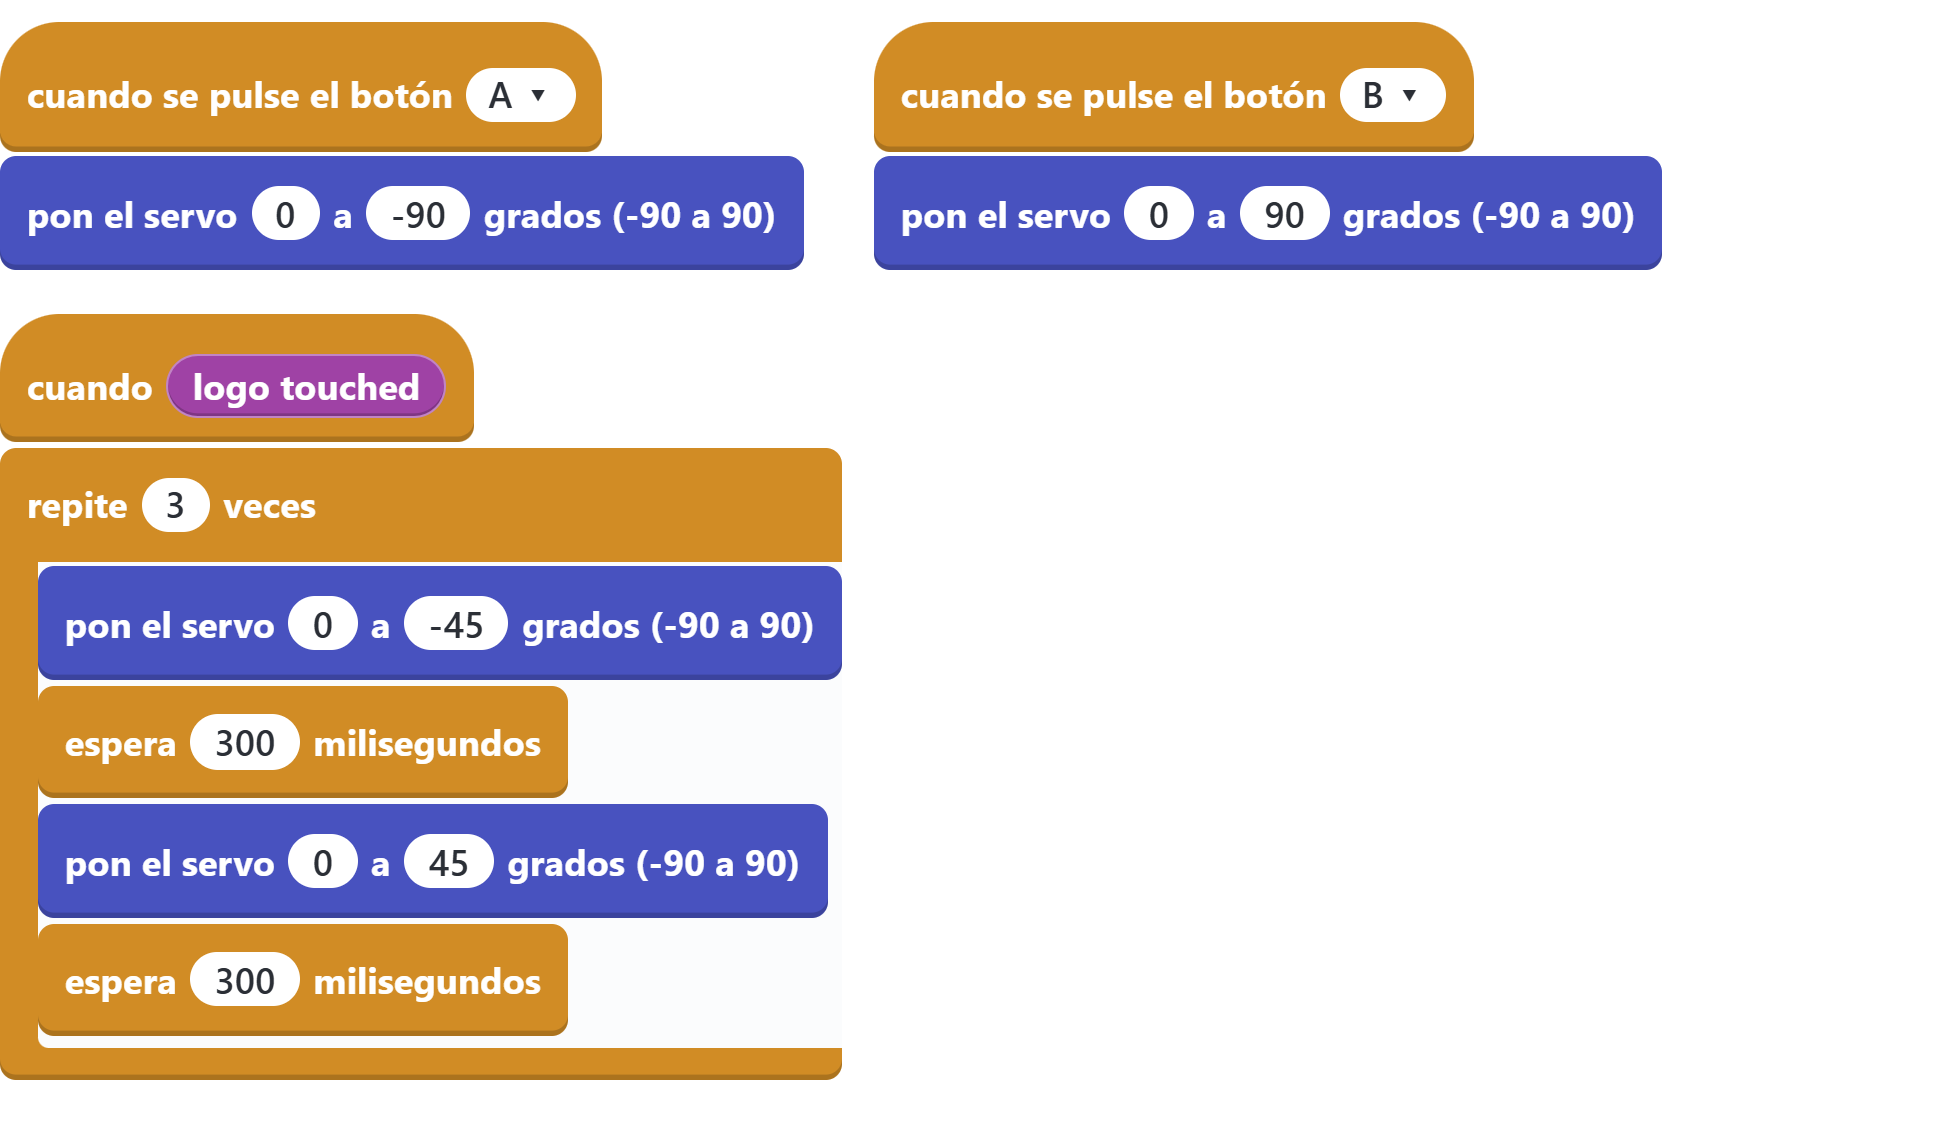 cuando se pulse el botón A ▼
pon el servo 0 a -90 grados (-90 a 90)
cuando se pulse el botón B ▼
pon el servo 0 a 90 grados (-90 a 90)
cuando logo touched
repite 3 veces
pon el servo 0 a -45 grados (-90 a 90)
espera 300 milisegundos
pon el servo 0 a 45 grados (-90 a 90)
espera 300 milisegundos